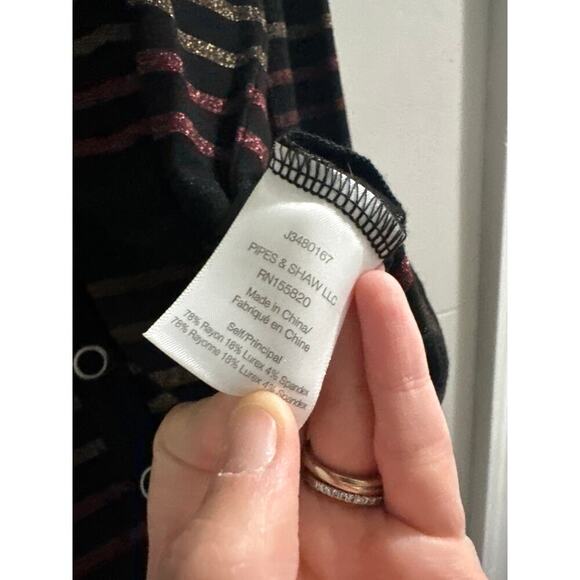 J3480167
PIPES & SHAW LLC
RN155820
Made in China/
Fabriqué en Chine
Self/Principal
78% Rayon 18% Lurex 4% Spandex
78% Rayonne 18% Lurex 4% Spandex